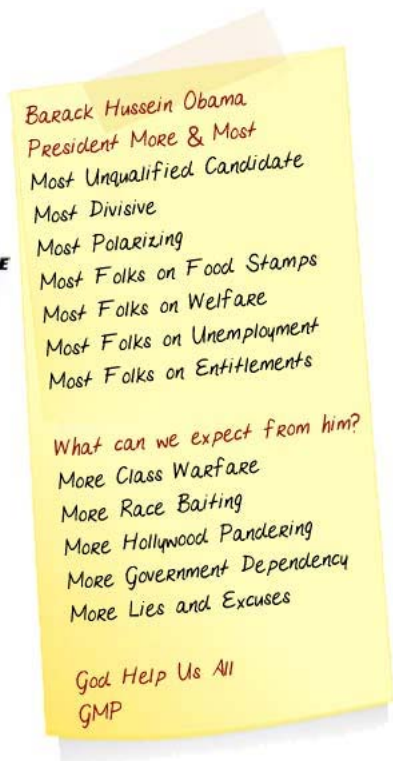 Barack Hussein Obama
President More & Most
Most Unqualified Candidate
Most Divisive
Most Polarizing
Most Folks on Food Stamps
Most Folks on Welfare
Most Folks on Unemployment
Most Folks on Entitlements
What can we expect from him?
More Class Warfare
More Race Baiting
More Hollywood Pandering
More Government Dependency
More Lies and Excuses
God Help Us All
GMP